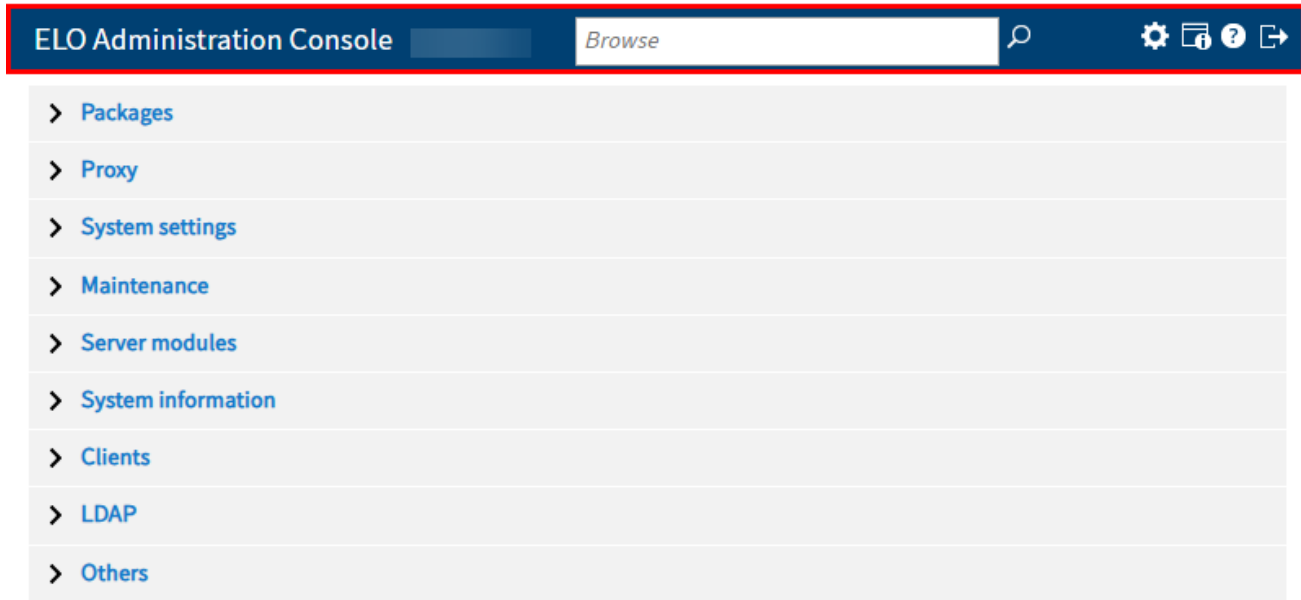 ELO Administration Console
Browse
Packages
Proxy
System settings
Maintenance
Server modules
System information
Clients
LDAP
Others